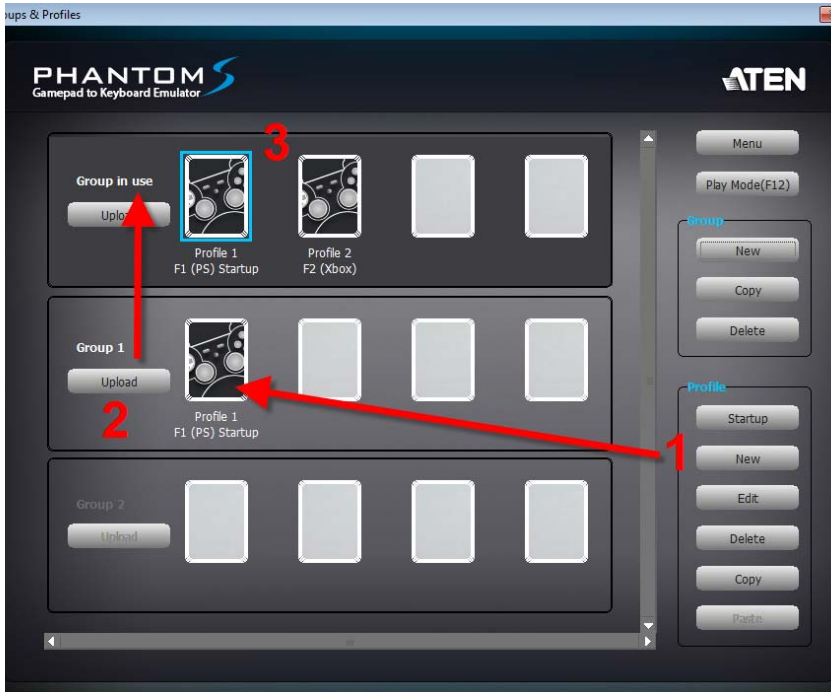 oups & Profiles
PHANTOM S
Gamepad to Keyboard Emulator
ATEN
3
Group in use
Profile 1
F1 (PS) Startup
Profile 2
F2 (Xbox)
Group 1
Upload
2
Profile 1
F1 (PS) Startup
1
Group 2
Upload
Menu
Play Mode(F12)
Group
New
Copy
Delete
Profile
Startup
New
Edit
Delete
Copy
Paste